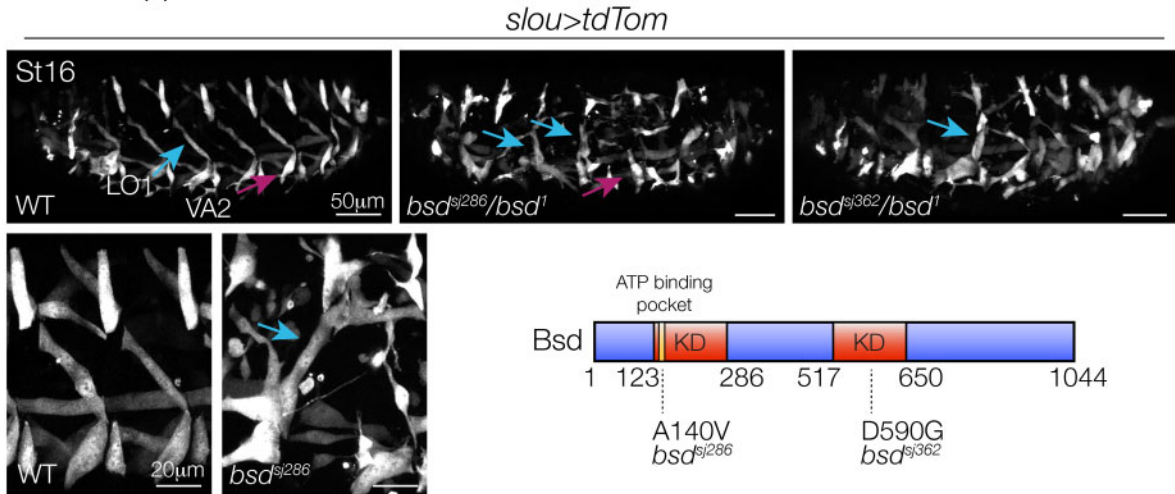 slou>tdTom
St16
LO1
VA2
WT
50μm
bsd^sj286/bsd^1
bsd^sj362/bsd^1
WT
20μm
bsd^sj286
ATP binding
pocket
Bsd
KD
KD
1 123 286 517 650 1044
A140V
bsd^sj286
D590G
bsd^sj362